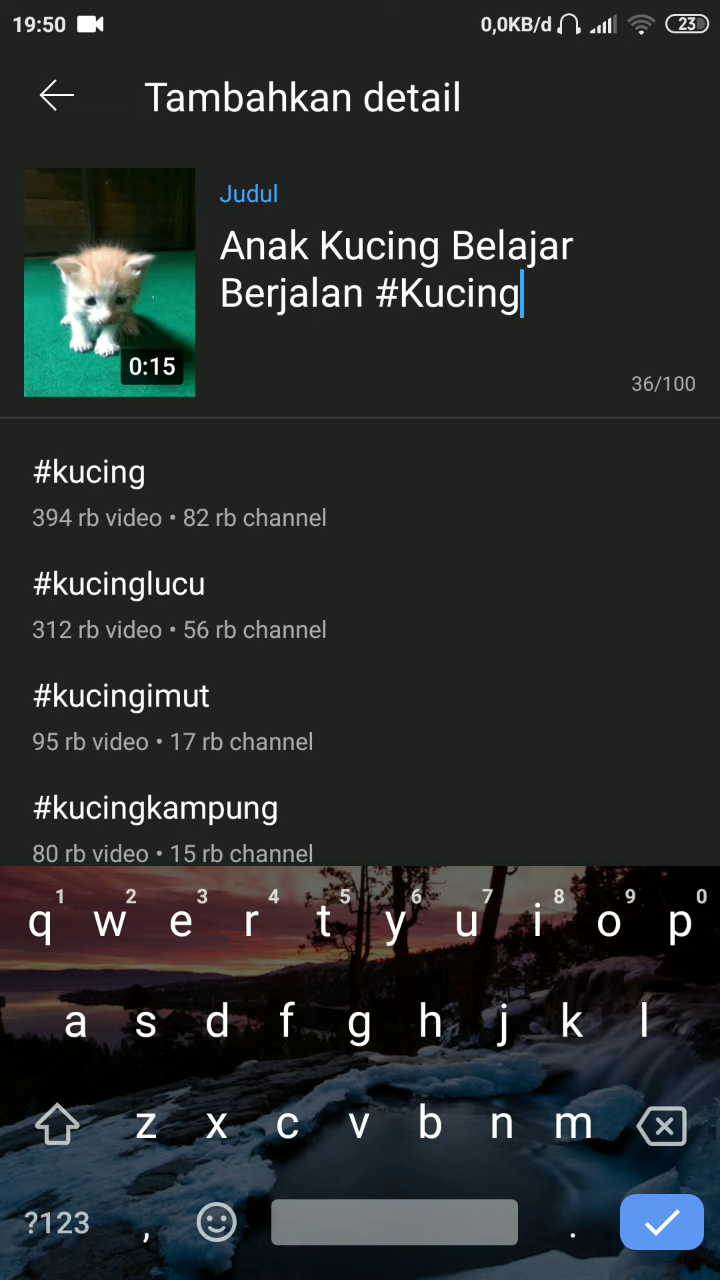 19:50 0,0KB/d 23
Tambahkan detail
Judul
Anak Kucing Belajar
Berjalan #Kucing
0:15
36/100
#kucing
394 rb video • 82 rb channel
#kucinglucu
312 rb video • 56 rb channel
#kucingimut
95 rb video • 17 rb channel
#kucingkampung
80 rb video • 15 rb channel
1 2 3 4 5 6 7 8 9 0
q w e r t y u i o p
a s d f g h j k l
z x c v b n m
?123 , .